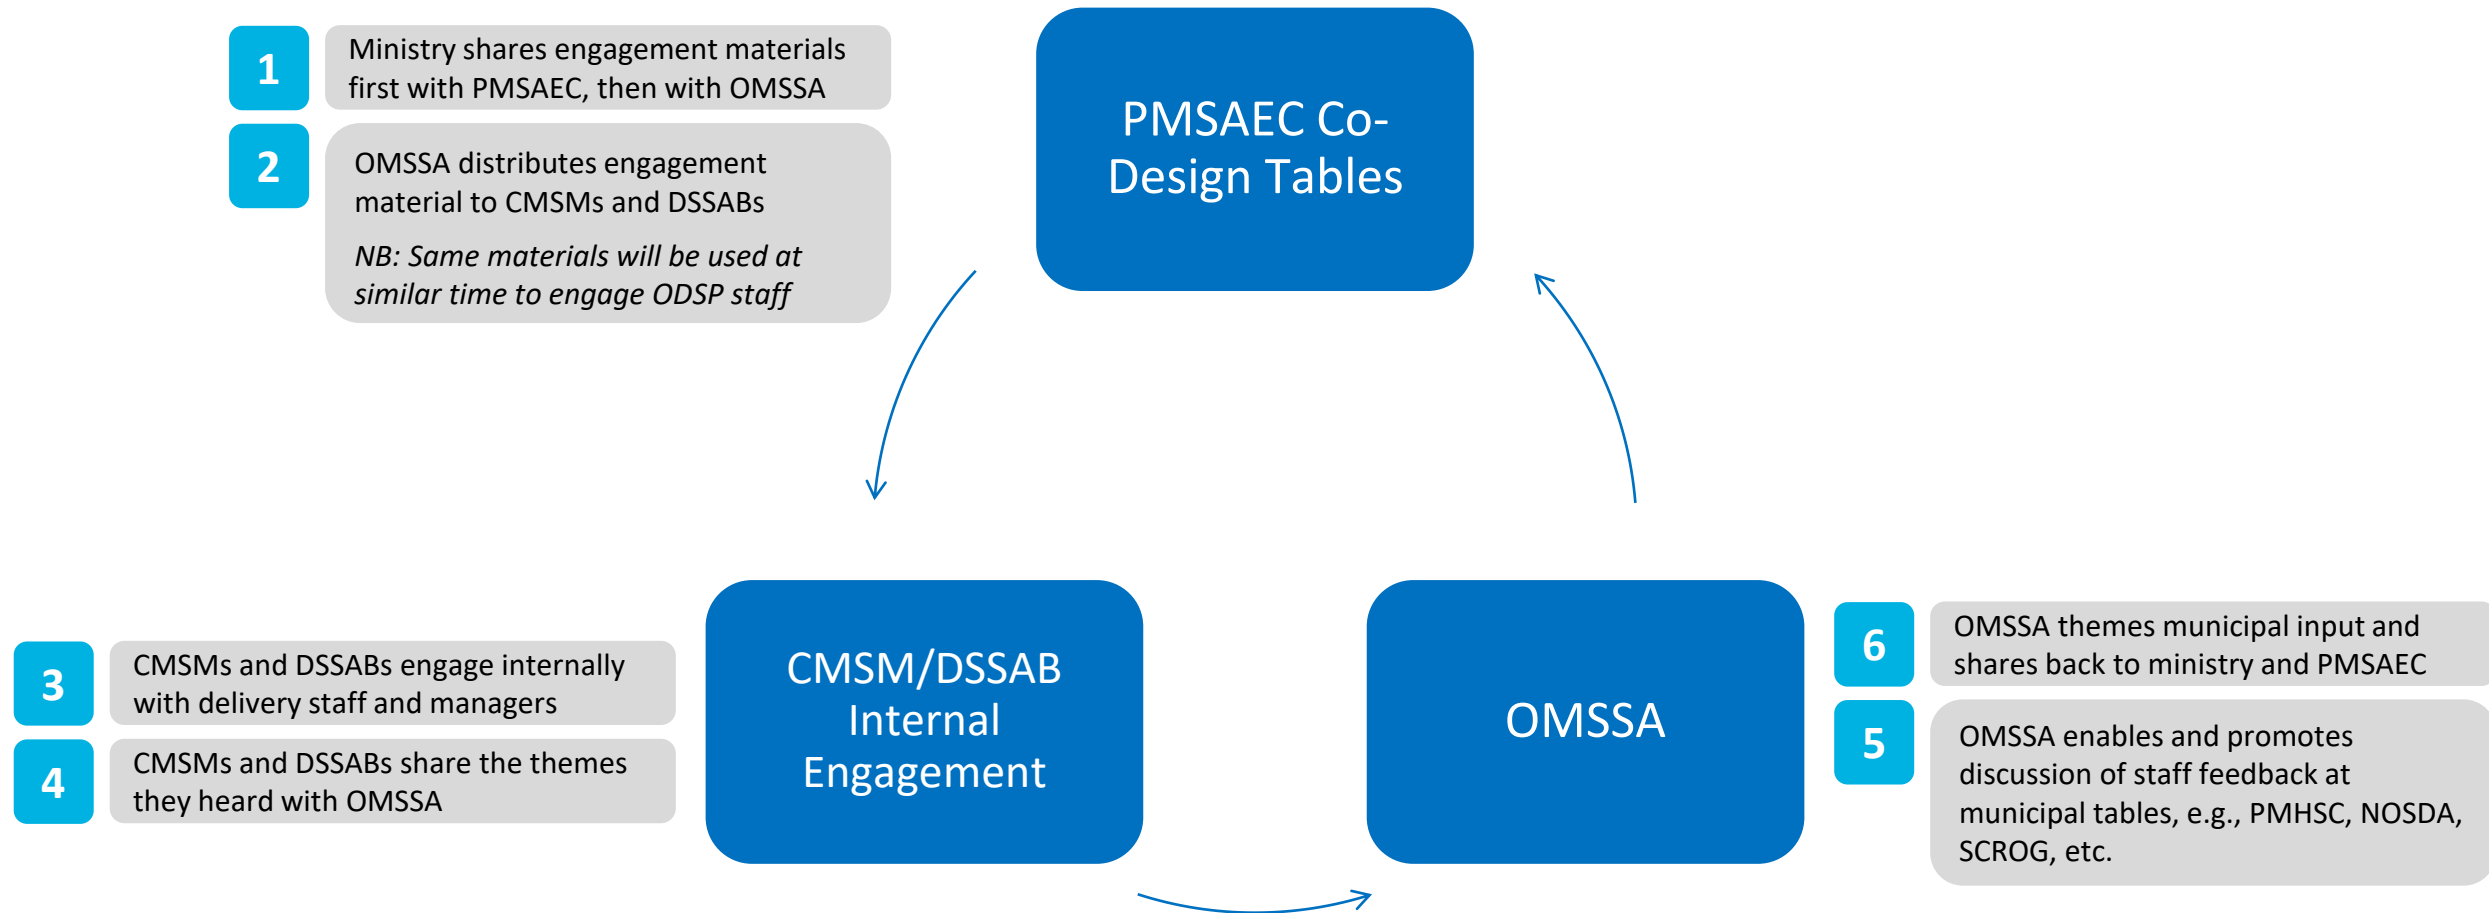 1
Ministry shares engagement materials
first with PMSAEC, then with OMSSA
2
OMSSA distributes engagement
material to CMSMs and DSSABs
NB: Same materials will be used at
similar time to engage ODSP staff
PMSAEC Co-
Design Tables
3
CMSMs and DSSABs engage internally
with delivery staff and managers
4
CMSMs and DSSABs share the themes
they heard with OMSSA
CMSM/DSSAB
Internal
Engagement
OMSSA
6
OMSSA themes municipal input and
shares back to ministry and PMSAEC
5
OMSSA enables and promotes
discussion of staff feedback at
municipal tables, e.g., PMHSC, NOSDA,
SCROG, etc.